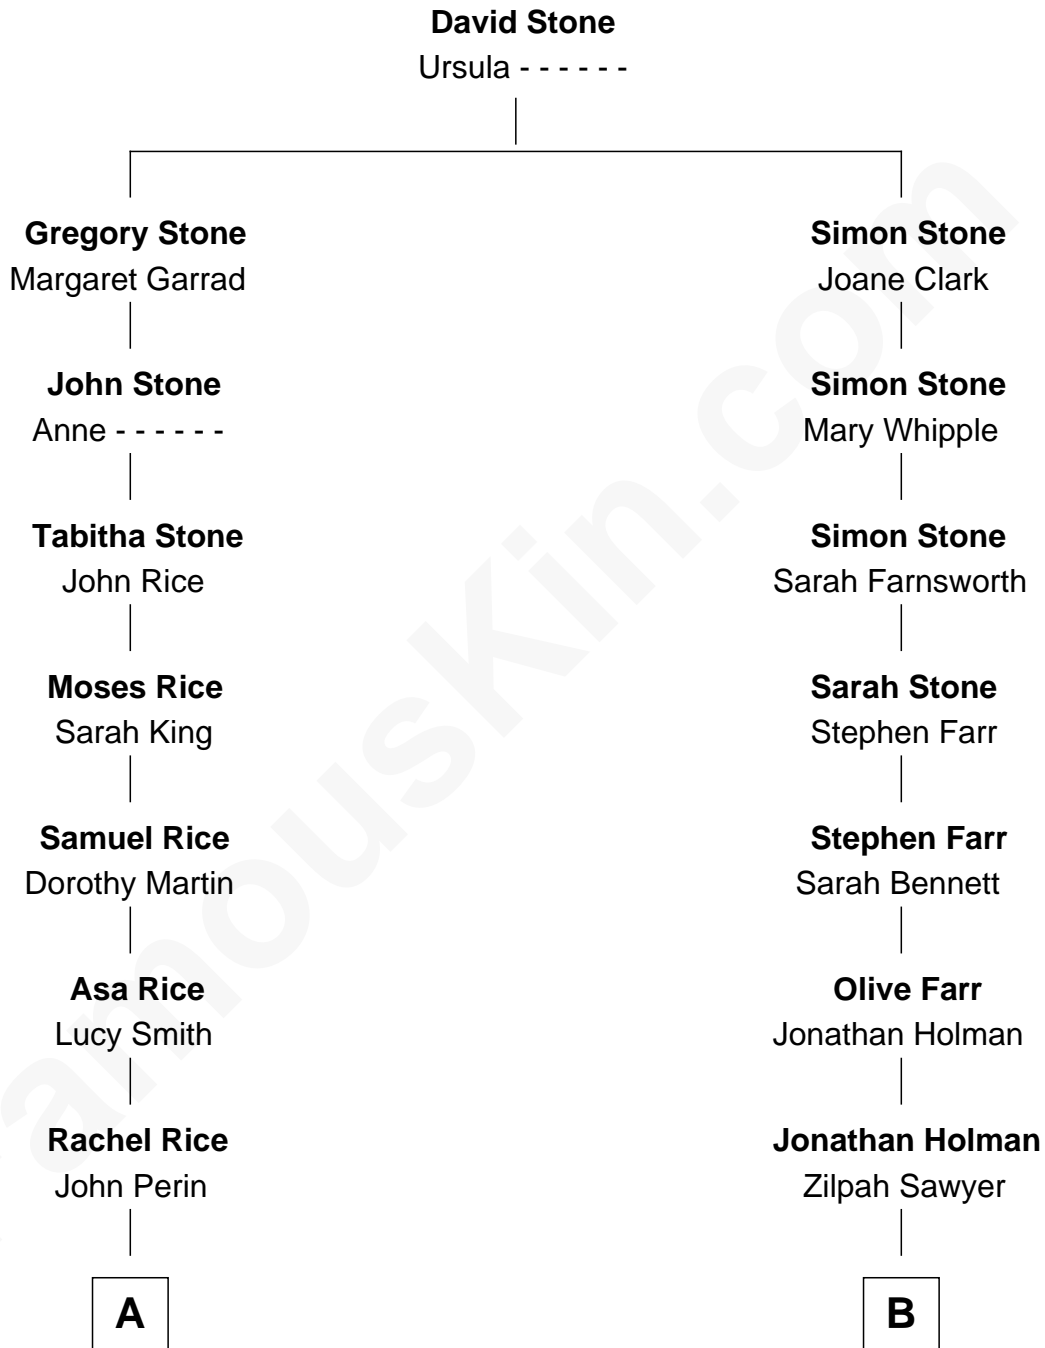 David Stone
Ursula - - - - - -
Gregory Stone
Margaret Garrad
Simon Stone
Joane Clark
John Stone
Anne - - - - - -
Simon Stone
Mary Whipple
Tabitha Stone
John Rice
Simon Stone
Sarah Farnsworth
Moses Rice
Sarah King
Sarah Stone
Stephen Farr
Samuel Rice
Dorothy Martin
Stephen Farr
Sarah Bennett
Asa Rice
Lucy Smith
Olive Farr
Jonathan Holman
Rachel Rice
John Perin
Jonathan Holman
Zilpah Sawyer
A
B
amouskin.com